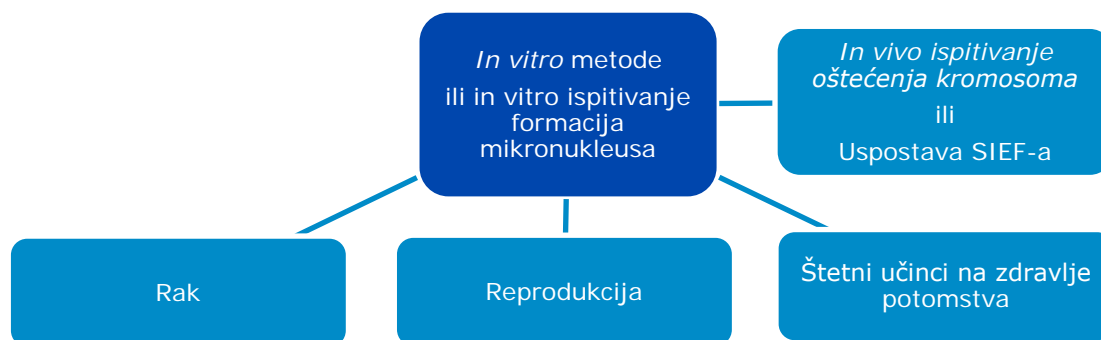 In vitro metode
ili in vitro ispitivanje
formacija
mikronukleusa
In vivo ispitivanje
oštećenja kromosoma
ili
Uspostava SIEF-a
Rak
Reprodukcija
Štetni učinci na zdravlje
potomstva